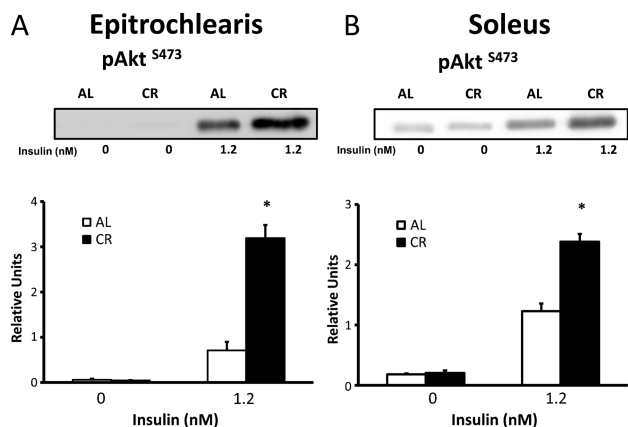 A Epitrochlearis
pAkt S473
AL CR AL CR
Insulin (nM) 0 0 1.2 1.2
4
3
2
1
0
Relative Units
AL
CR
*
0 1.2
Insulin (nM)
B Soleus
pAkt S473
AL CR AL CR
Insulin (nM) 0 0 1.2 1.2
3
2
1
0
Relative Units
AL
CR
*
0 1.2
Insulin (nM)